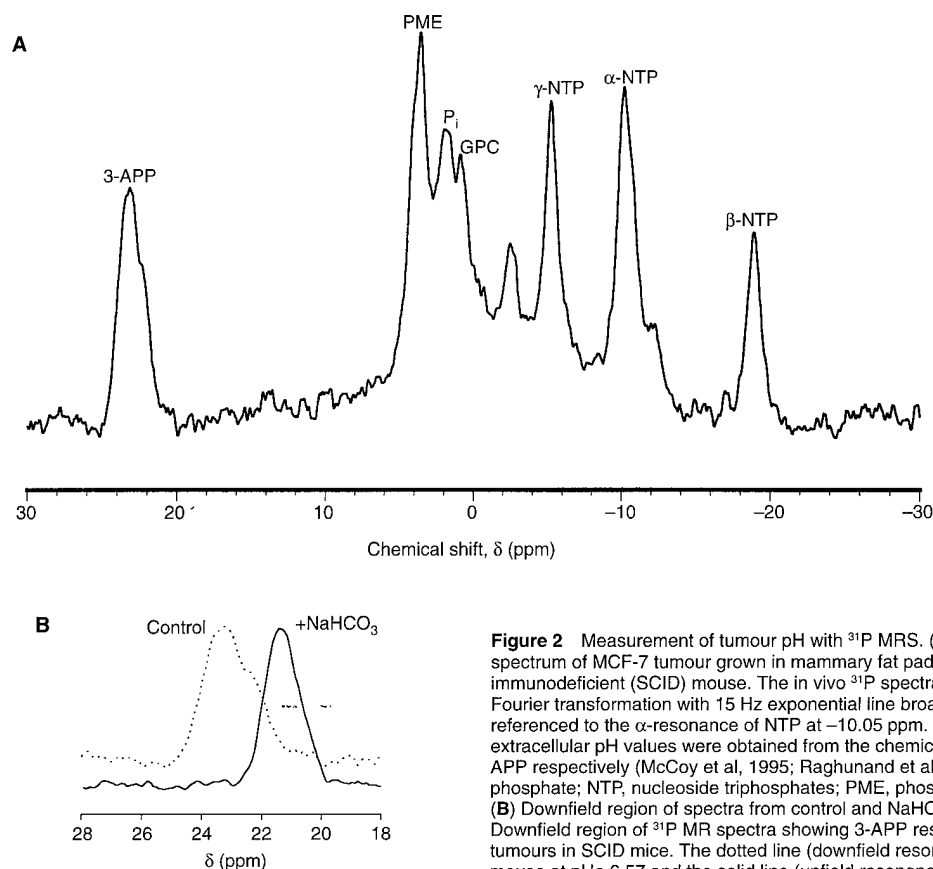 A
PME
Pi
GPC
γ-NTP
α-NTP
3-APP
β-NTP
30 20 10 0 –10 –20 –30
Chemical shift, δ (ppm)
B
Control
+NaHCO3
28 26 24 22 20 18
δ (ppm)
Figure 2 Measurement of tumour pH with 31P MRS. (
spectrum of MCF-7 tumour grown in mammary fat pad
immunodeficient (SCID) mouse. The in vivo 31P spectra
Fourier transformation with 15 Hz exponential line broa
referenced to the α-resonance of NTP at –10.05 ppm.
extracellular pH values were obtained from the chemic
APP respectively (McCoy et al, 1995; Raghunand et al
phosphate; NTP, nucleoside triphosphates; PME, phos
(B) Downfield region of spectra from control and NaHC
Downfield region of 31P MR spectra showing 3-APP res
tumours in SCID mice. The dotted line (downfield resor